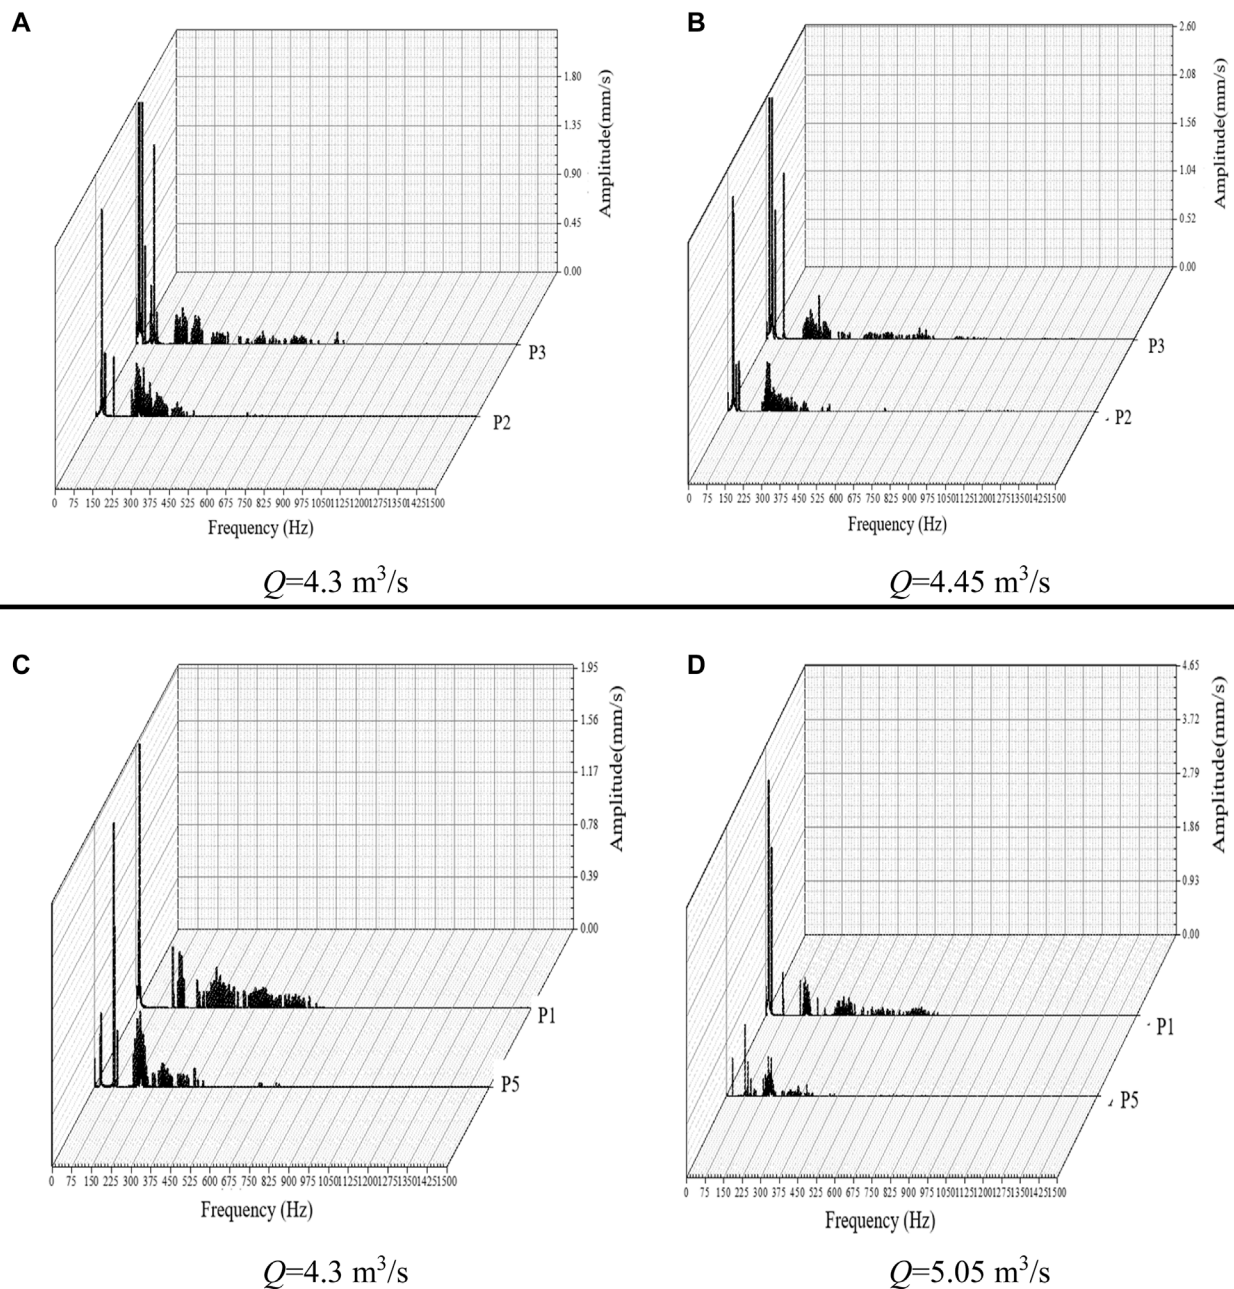 A
1.80
1.35
0.90
0.45
0.00
Amplitude(mm/s)
P3
P2
0 75 150 225 300 375 450 525 600 675 750 825 900 975 1050 1125 1200 1275 1350 1425 1500
Frequency (Hz)
Q=4.3 m³/s
B
2.60
2.08
1.56
1.04
0.52
0.00
Amplitude(mm/s)
P3
P2
0 75 150 225 300 375 450 525 600 675 750 825 900 975 1050 1125 1200 1275 1350 1425 1500
Frequency (Hz)
Q=4.45 m³/s
C
1.95
1.56
1.17
0.78
0.39
0.00
Amplitude(mm/s)
P1
P5
0 75 150 225 300 375 450 525 600 675 750 825 900 975 1050 1125 1200 1275 1350 1425 1500
Frequency (Hz)
Q=4.3 m³/s
D
4.65
3.72
2.79
1.86
0.93
0.00
Amplitude(mm/s)
P1
P5
0 75 150 225 300 375 450 525 600 675 750 825 900 975 1050 1125 1200 1275 1350 1425 1500
Frequency (Hz)
Q=5.05 m³/s